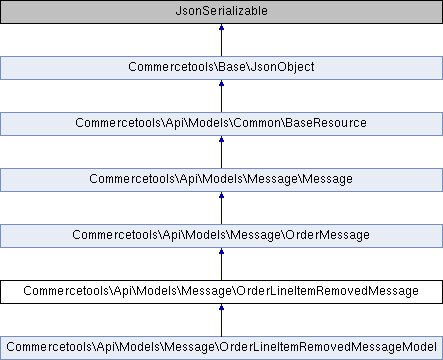 JsonSerializable
Commercetools\Base\JsonObject
Commercetools\Api\Models\Common\BaseResource
Commercetools\Api\Models\Message\Message
Commercetools\Api\Models\Message\OrderMessage
Commercetools\Api\Models\Message\OrderLineItemRemovedMessage
Commercetools\Api\Models\Message\OrderLineItemRemovedMessageModel